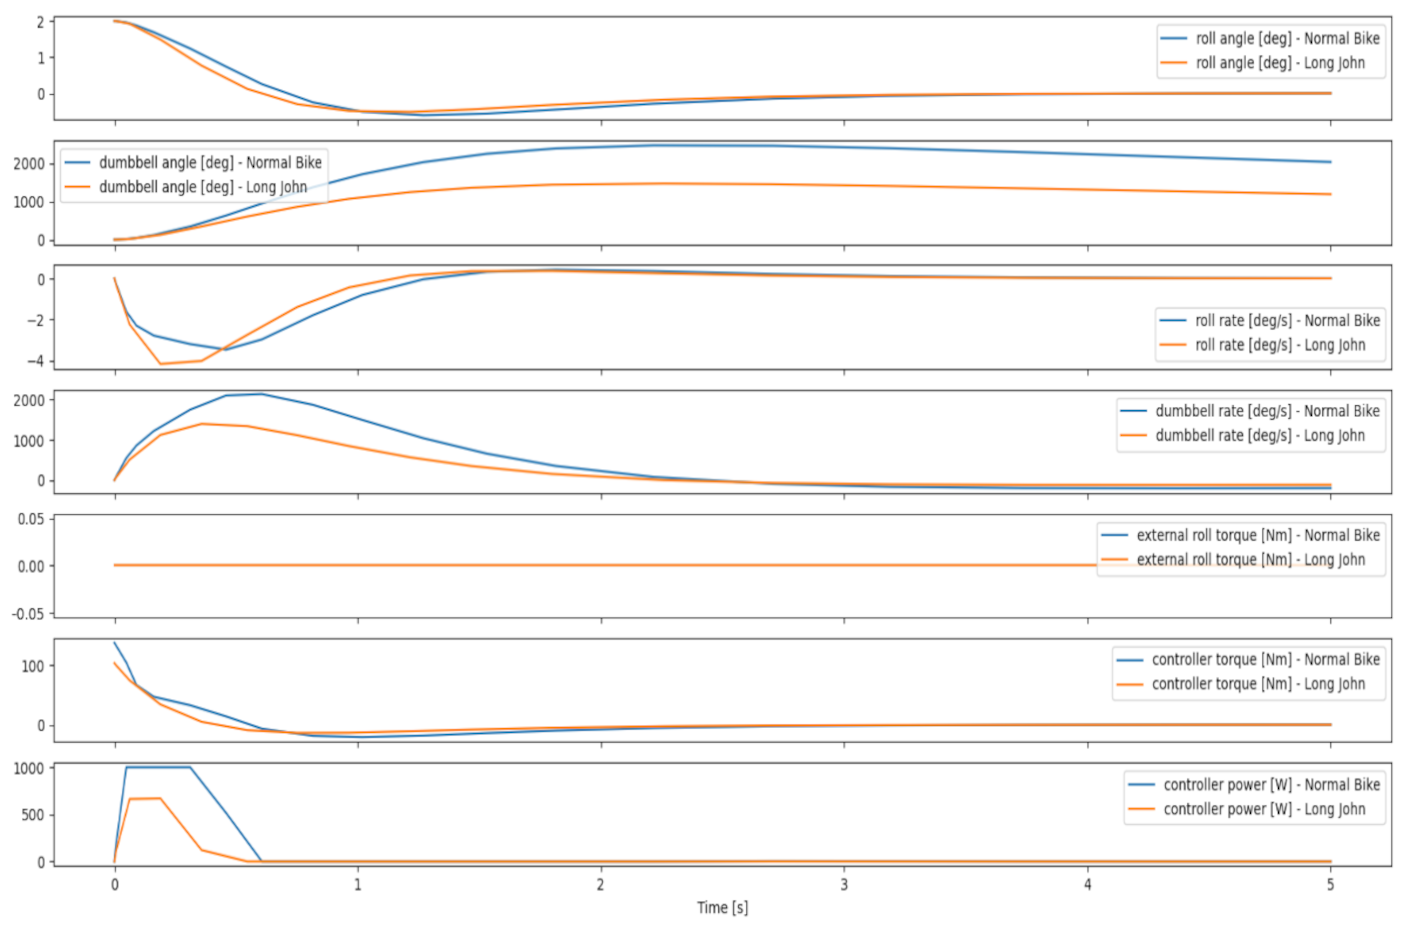 2
1
0
roll angle [deg] - Normal Bike
roll angle [deg] - Long John
2000
1000
0
dumbbell angle [deg] - Normal Bike
dumbbell angle [deg] - Long John
0
−2
−4
roll rate [deg/s] - Normal Bike
roll rate [deg/s] - Long John
2000
1000
0
dumbbell rate [deg/s] - Normal Bike
dumbbell rate [deg/s] - Long John
0.05
0.00
-0.05
external roll torque [Nm] - Normal Bike
external roll torque [Nm] - Long John
100
0
controller torque [Nm] - Normal Bike
controller torque [Nm] - Long John
1000
500
0
controller power [W] - Normal Bike
controller power [W] - Long John
0 1 2 3 4 5
Time [s]